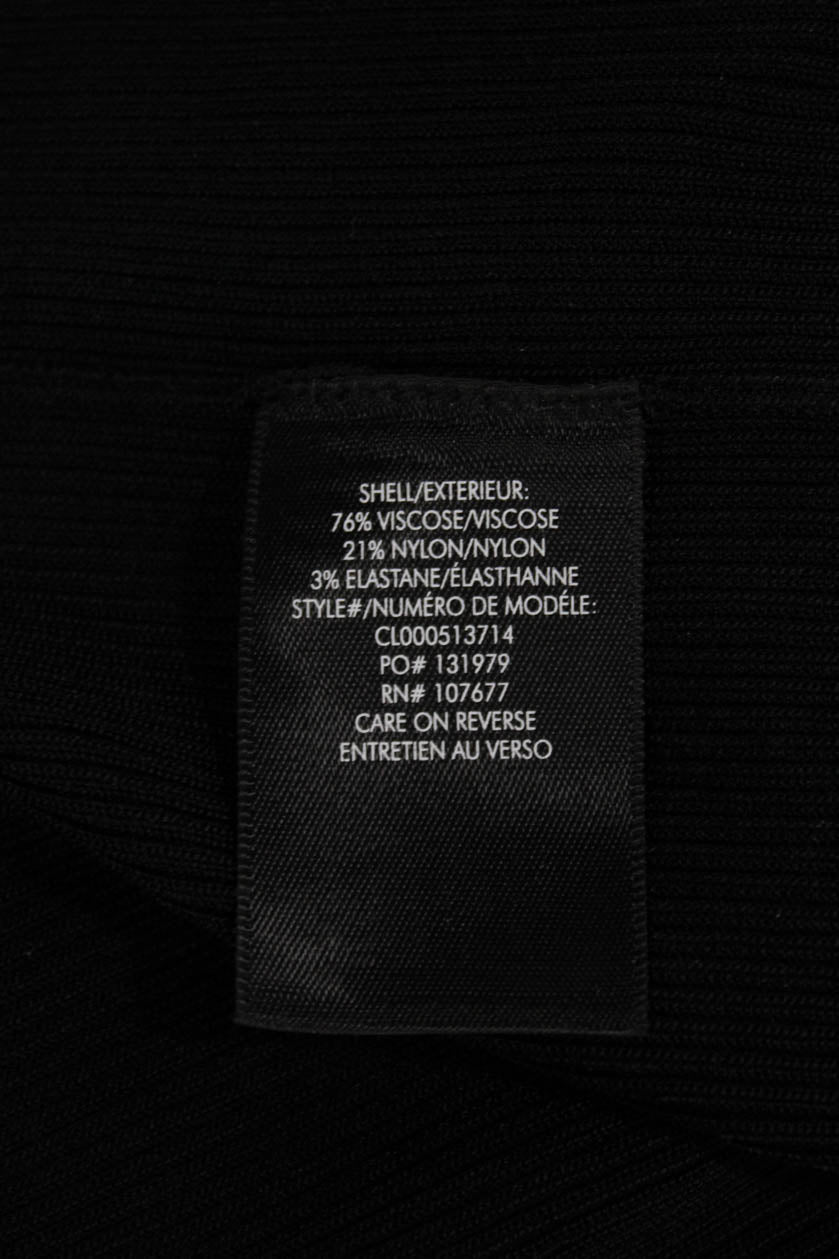 SHELL/EXTERIEUR:
76% VISCOSE/VISCOSE
21% NYLON/NYLON
3% ELASTANE/ÉLASTHANNE
STYLE#/NUMÉRO DE MODÉLE:
CL000513714
PO# 131979
RN# 107677
CARE ON REVERSE
ENTRETIEN AU VERSO